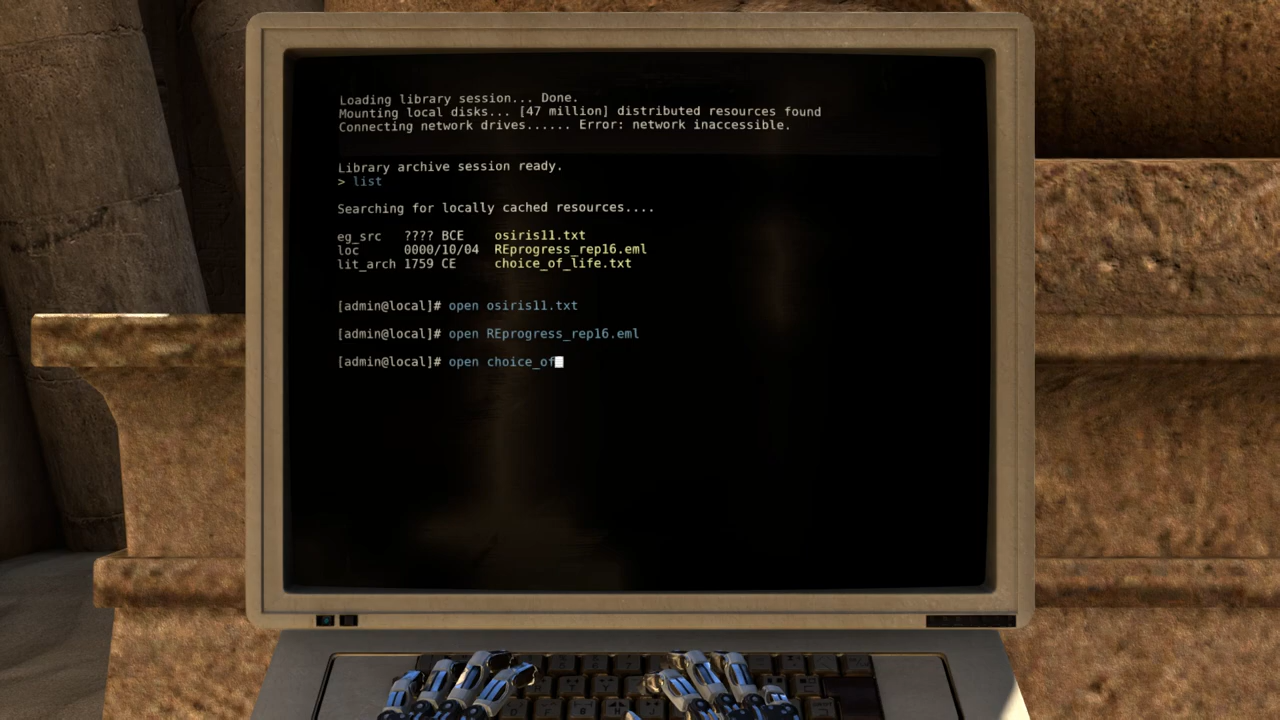 Loading library session... Done.
Mounting local disks... [47 million] distributed resources found
Connecting network drives...... Error: network inaccessible.
Library archive session ready.
> list
Searching for locally cached resources....
eg_src ???? BCE osiris11.txt
loc 0000/10/04 REprogress_rep16.eml
lit_arch 1759 CE choice_of_life.txt
[admin@local]# open osiris11.txt
[admin@local]# open REprogress_rep16.eml
[admin@local]# open choice_of